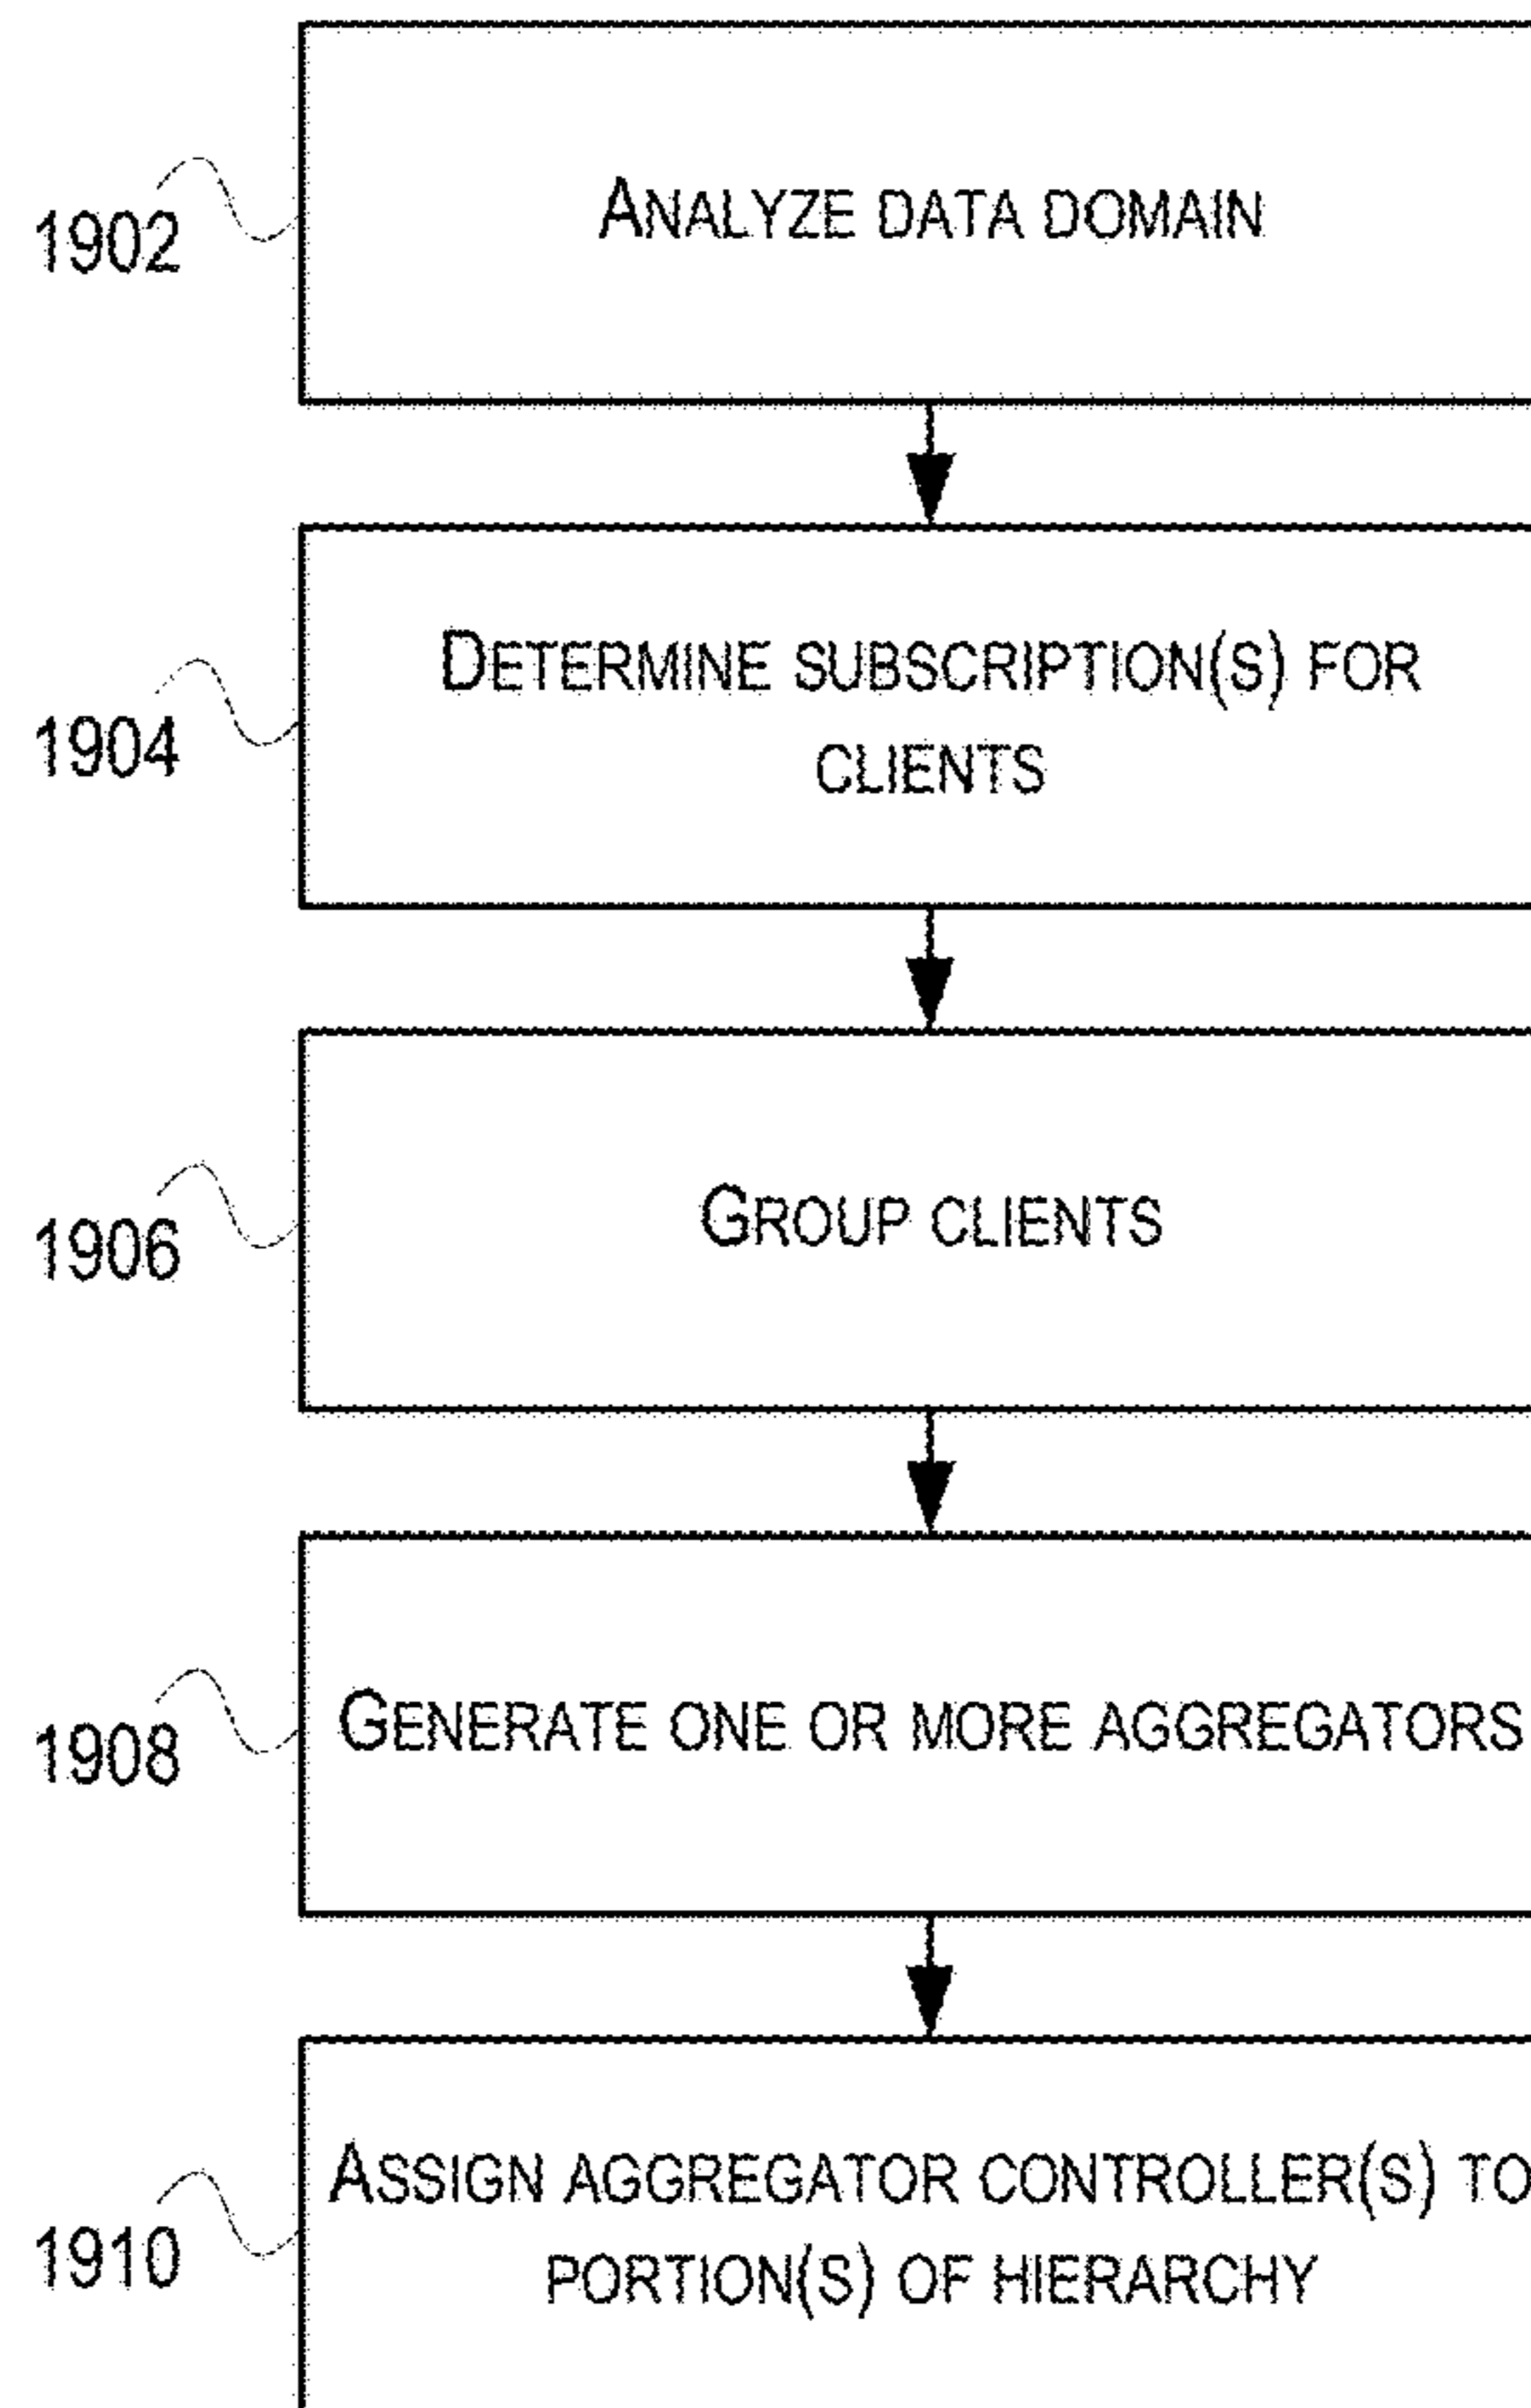 1902
ANALYZE DATA DOMAIN
1904
DETERMINE SUBSCRIPTION(S) FOR
CLIENTS
1906
GROUP CLIENTS
1908
GENERATE ONE OR MORE AGGREGATORS
1910
ASSIGN AGGREGATOR CONTROLLER(S) TO
PORTION(S) OF HIERARCHY